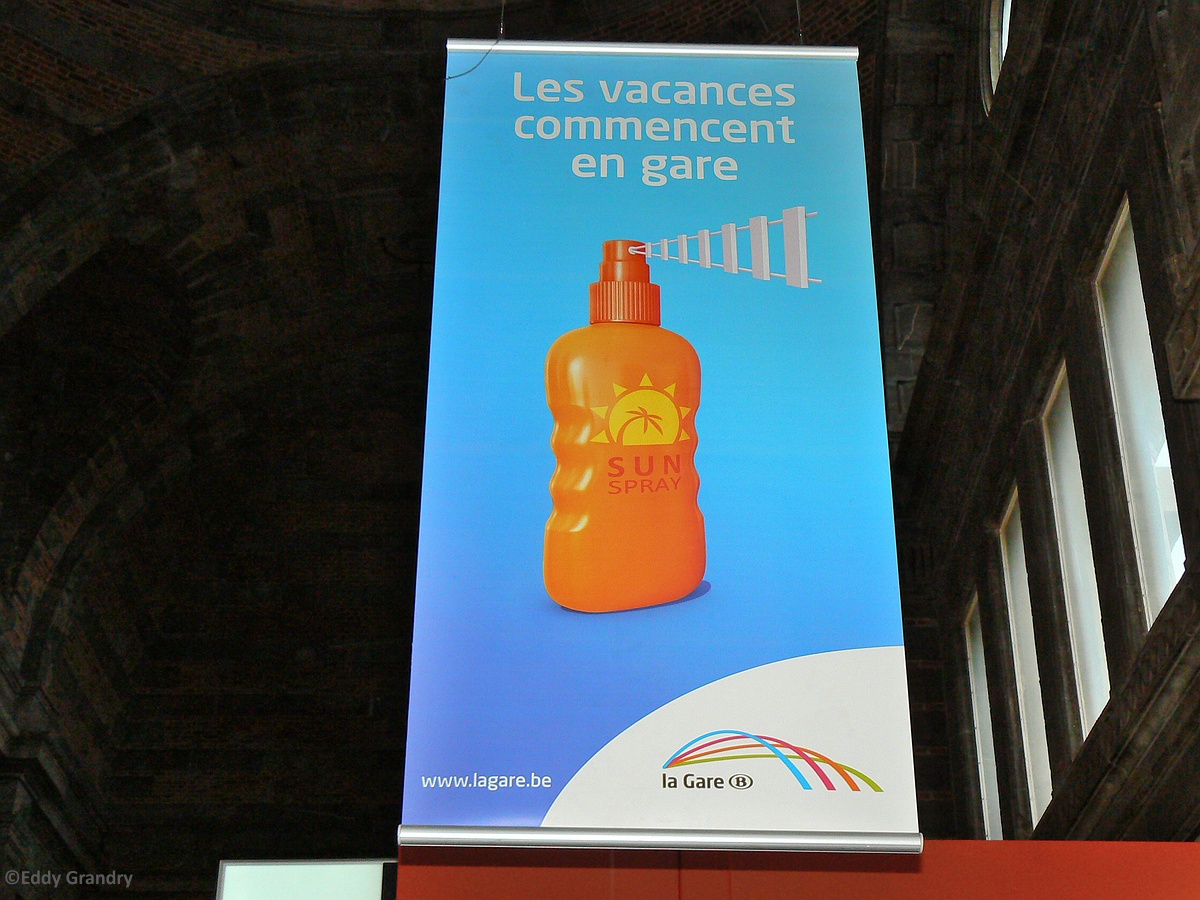 Les vacances
commencent
en gare
SUN
SPRAY
www.lagare.be
la Gare B
©Eddy Grandry